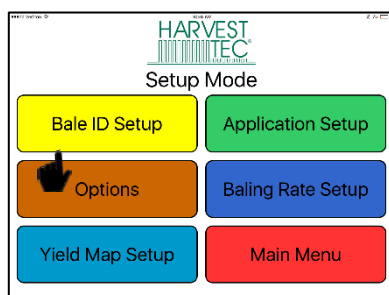 HARVEST
TEC
Setup Mode
Bale ID Setup
Application Setup
Options
Baling Rate Setup
Yield Map Setup
Main Menu